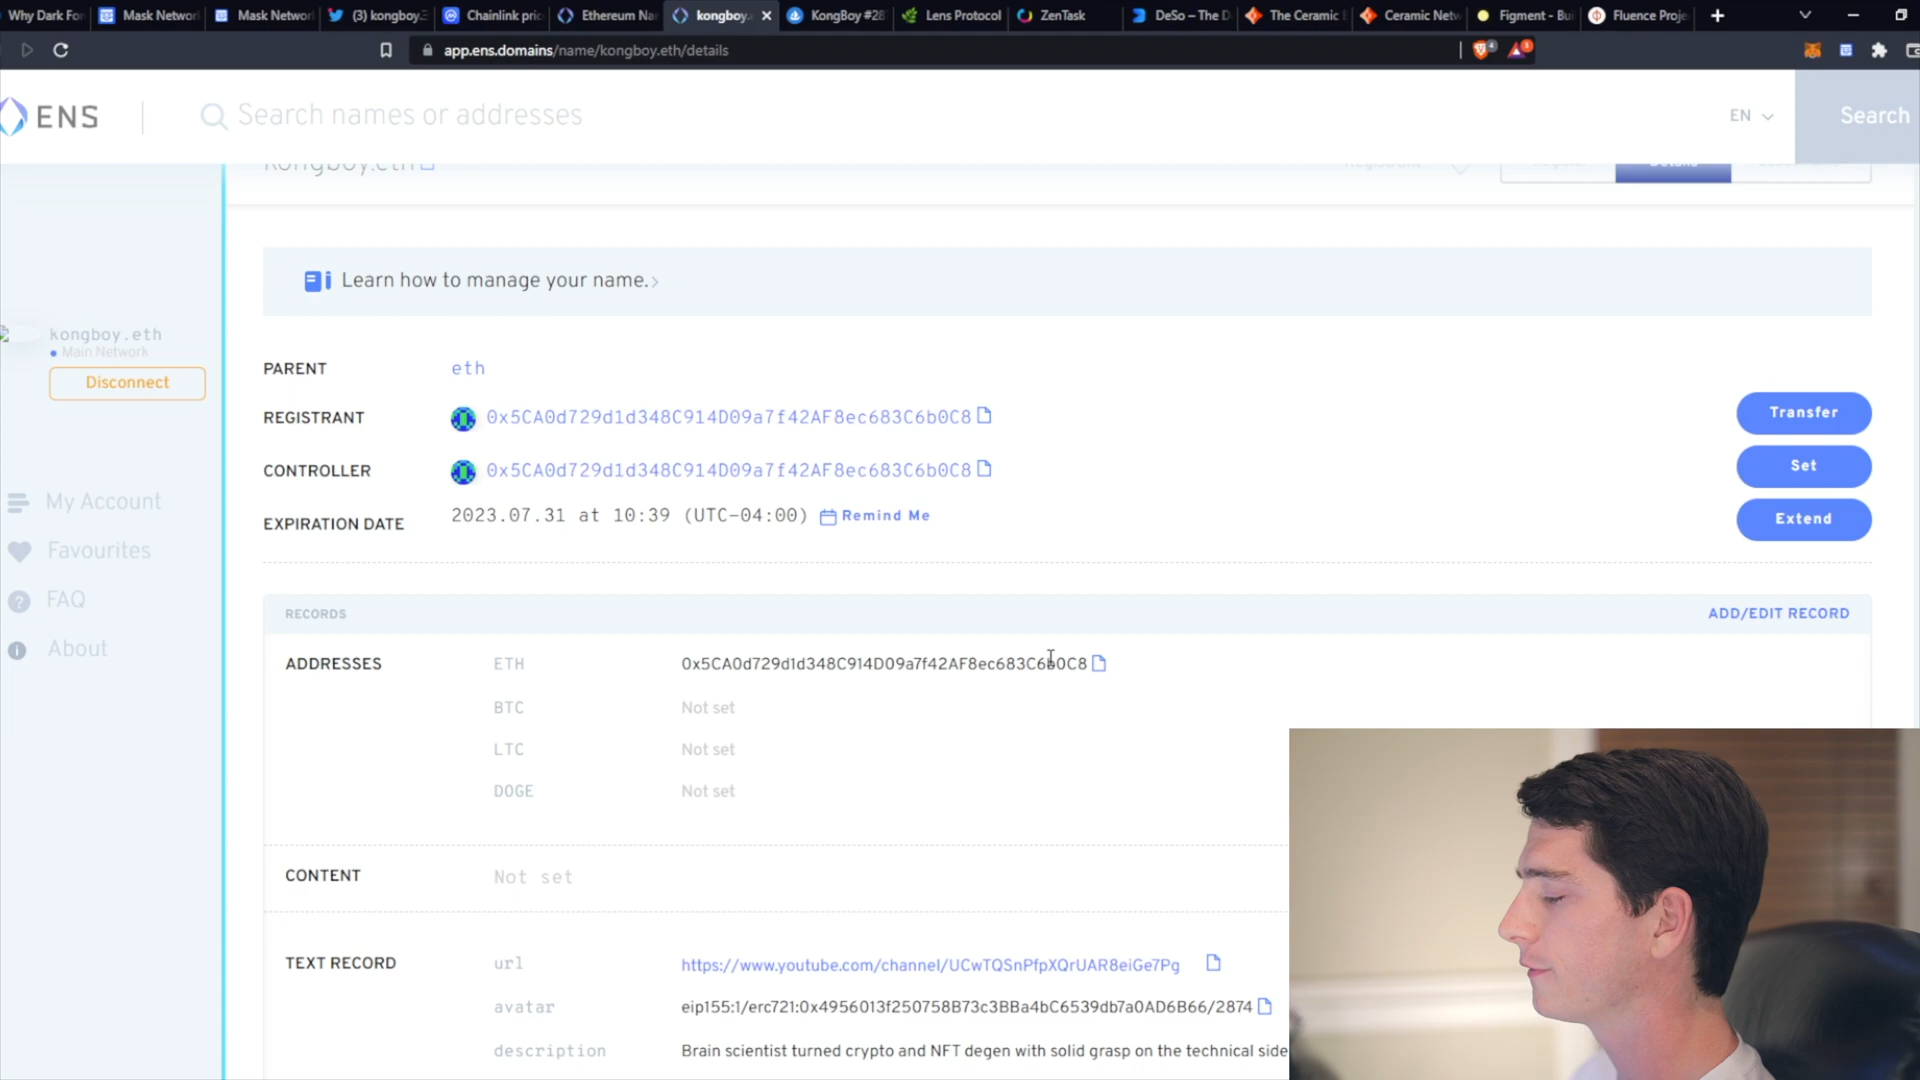 Why Dark For
Mask Networ
Mask Networ
(3) kongboy.
Chainlink pric
Ethereum Na
kongboy.
KongBoy #28
Lens Protocol
ZenTask
DeSo – The D
The Ceramic
Ceramic Netw
Figment - Bui
Fluence Proje
app.ens.domains/name/kongboy.eth/details
ENS
Search names or addresses
EN
Search
kongboy.eth
Details
Learn how to manage your name.
kongboy.eth
Main Network
Disconnect
My Account
Favourites
FAQ
About
PARENT eth
REGISTRANT 0x5CA0d729d1d348C914D09a7f42AF8ec683C6b0C8 Transfer
CONTROLLER 0x5CA0d729d1d348C914D09a7f42AF8ec683C6b0C8 Set
EXPIRATION DATE 2023.07.31 at 10:39 (UTC-04:00) Remind Me Extend
RECORDS ADD/EDIT RECORD
ADDRESSES ETH 0x5CA0d729d1d348C914D09a7f42AF8ec683C6b0C8
BTC Not set
LTC Not set
DOGE Not set
CONTENT Not set
TEXT RECORD url https://www.youtube.com/channel/UCwTQSnPfpXQrUAR8eiGe7Pg
avatar eip155:1/erc721:0x4956013f250758B73c3BBa4bC6539db7a0AD6B66/2874
description Brain scientist turned crypto and NFT degen with solid grasp on the technical side